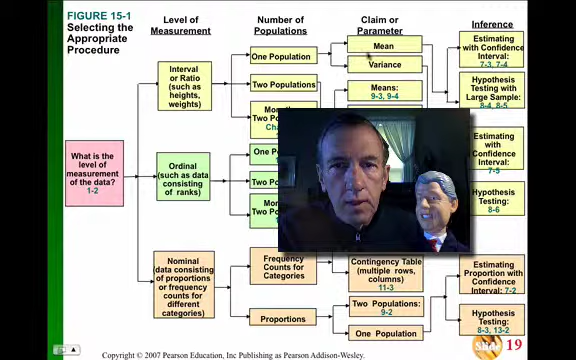 FIGURE 15-1
Selecting the
Appropriate
Procedure
Level of
Measurement
Number of
Populations
Claim or
Parameter
Inference
What is the
level of
measurement
of the data?
1-2
Interval
or Ratio
(such as
heights,
weights)
One Population
Two Populations
Mean
Variance
Means:
9-3, 9-4
Estimating
with Confidence
Interval:
7-3, 7-4
Hypothesis
Testing with
Large Sample:
8-4, 8-5
Ordinal
(such as data
consisting
of ranks)
Estimating
with
Confidence
Interval:
7-5
Hypothesis
Testing:
8-6
Nominal
(data consisting
of proportions
or frequency
counts for
different
categories)
Frequency
Counts for
Categories
Proportions
Contingency Table
(multiple rows,
columns)
11-3
Two Populations:
9-2
One Population
Estimating
Proportion with
Confidence
Interval: 7-2
Hypothesis
Testing:
8-3, 13-2
Slide 19
Copyright © 2007 Pearson Education, Inc Publishing as Pearson Addison-Wesley.